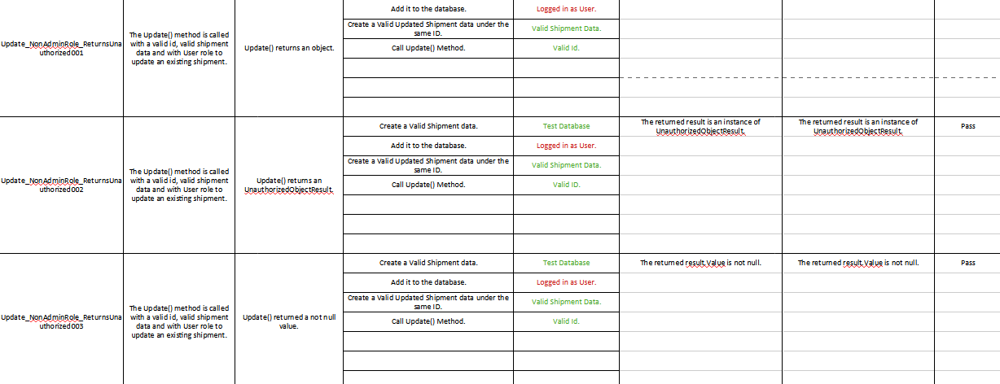 Add it to the database.
Logged in as User.
Update_NonAdminRole_ReturnsUna
uthorized001
The Update() method is called
with a valid id, valid shipment
data and with User role to
update an existing shipment.
Update() returns an object.
Create a Valid Updated Shipment data under the
same ID.
Valid Shipment Data.
Call Update() Method.
Valid Id.
Update_NonAdminRole_ReturnsUna
uthorized002
The Update() method is called
with a valid id, valid shipment
data and with User role to
update an existing shipment.
Update() returns an
UnauthorizedObjectResult.
Create a Valid Shipment data.
Test Database
The returned result is an instance of
UnauthorizedObjectResult.
The returned result is an instance of
UnauthorizedObjectResult.
Pass
Add it to the database.
Logged in as User.
Create a Valid Updated Shipment data under the
same ID.
Valid Shipment Data.
Call Update() Method.
Valid ID.
Update_NonAdminRole_ReturnsUna
uthorized003
The Update() method is called
with a valid id, valid shipment
data and with User role to
update an existing shipment.
Update() returned a not null
value.
Create a Valid Shipment data.
Test Database
The returned result.Value is not null.
The returned result.Value is not null.
Pass
Add it to the database.
Logged in as User.
Create a Valid Updated Shipment data under the
same ID.
Valid Shipment Data.
Call Update() Method.
Valid Id.